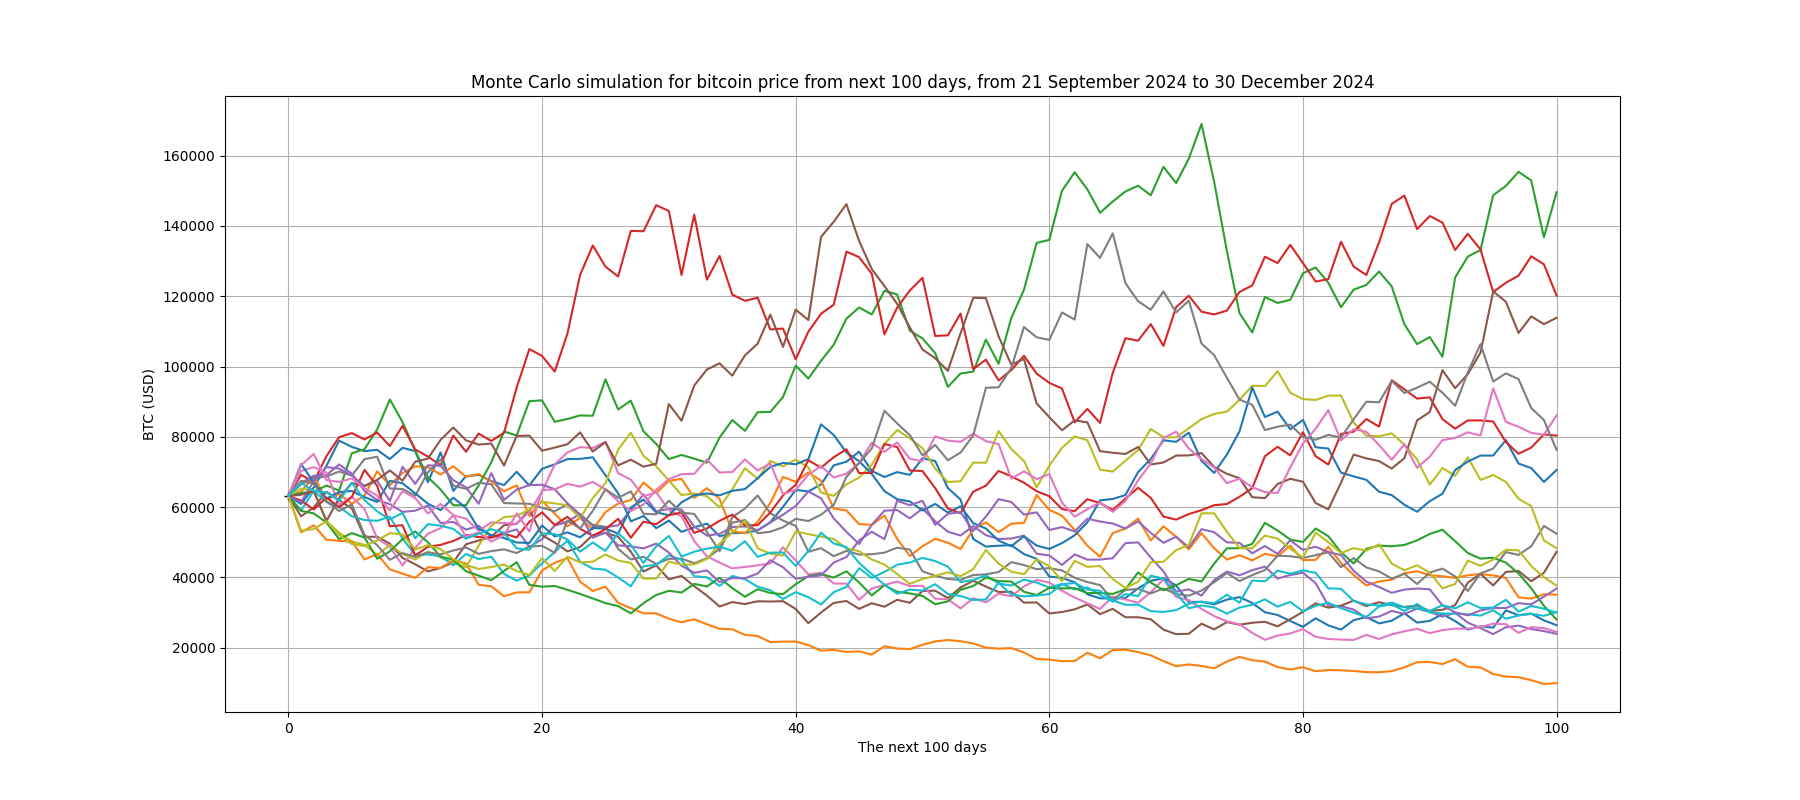 Monte Carlo simulation for bitcoin price from next 100 days, from 21 September 2024 to 30 December 2024
160000
140000
120000
100000
80000
60000
40000
20000
BTC (USD)
0 20 40 60 80 100
The next 100 days